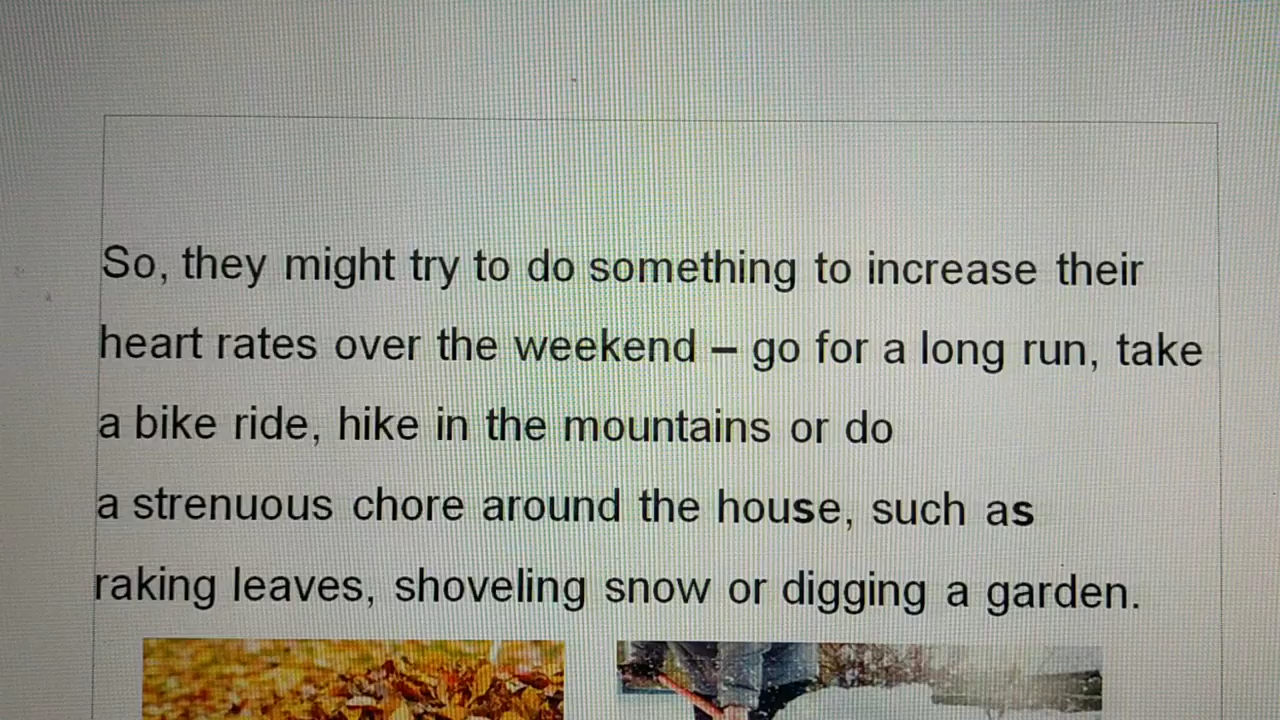 So, they might try to do something to increase their
heart rates over the weekend – go for a long run, take
a bike ride, hike in the mountains or do
a strenuous chore around the house, such as
raking leaves, shoveling snow or digging a garden.